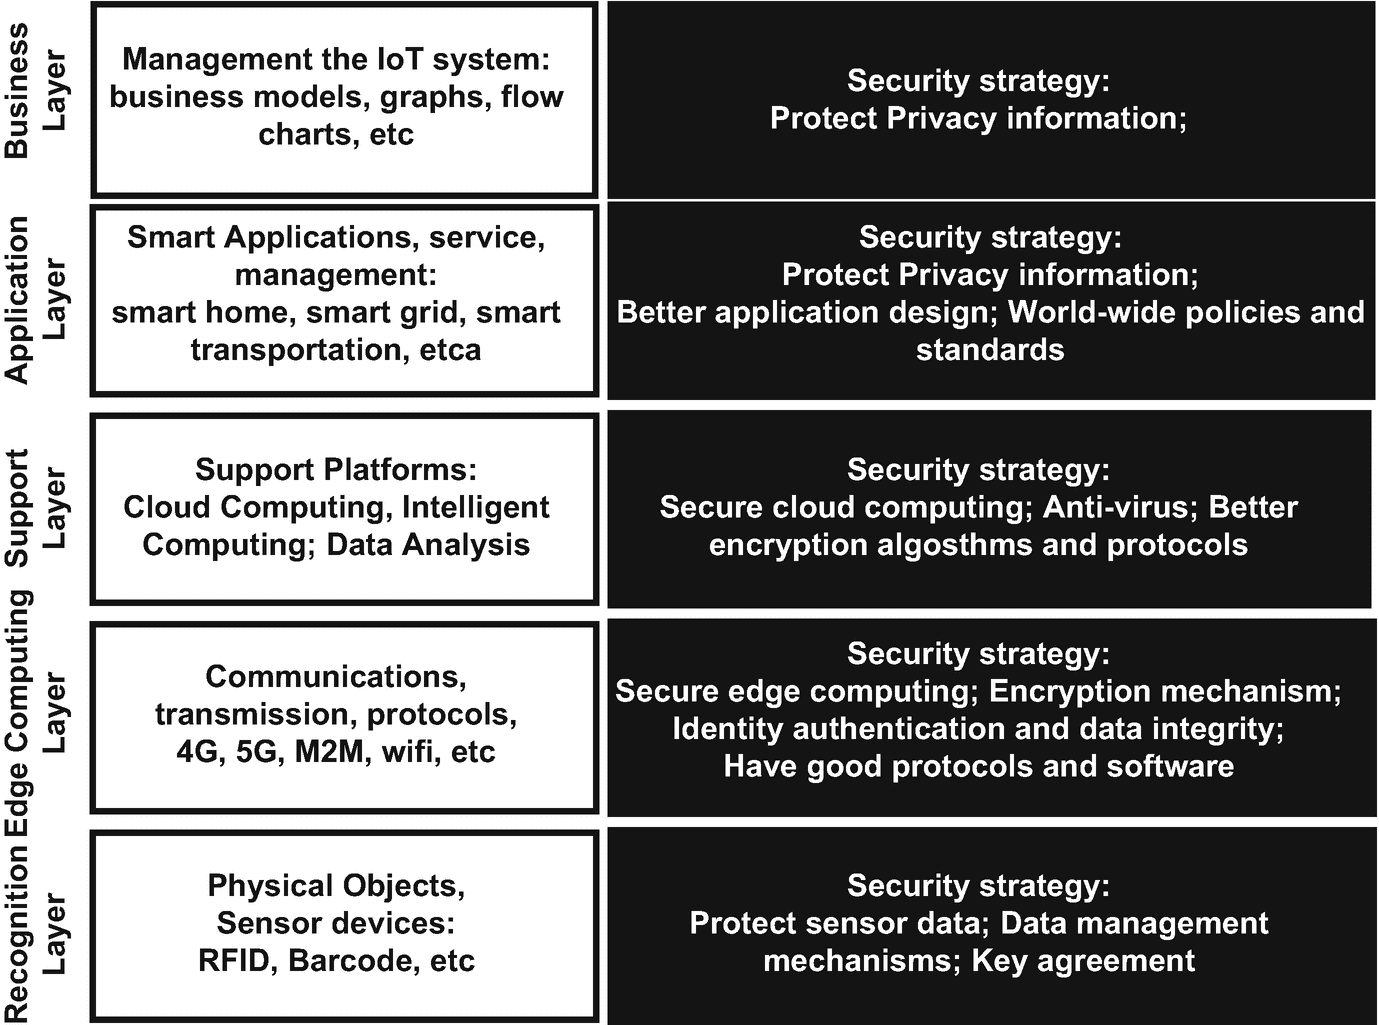 Business
Layer
Management the IoT system:
business models, graphs, flow
charts, etc
Security strategy:
Protect Privacy information;
Application
Layer
Smart Applications, service,
management:
smart home, smart grid, smart
transportation, etca
Security strategy:
Protect Privacy information;
Better application design; World-wide policies and
standards
Support
Layer
Support Platforms:
Cloud Computing, Intelligent
Computing; Data Analysis
Security strategy:
Secure cloud computing; Anti-virus; Better
encryption algosthms and protocols
Edge Computing
Layer
Communications,
transmission, protocols,
4G, 5G, M2M, wifi, etc
Security strategy:
Secure edge computing; Encryption mechanism;
Identity authentication and data integrity;
Have good protocols and software
Recognition
Layer
Physical Objects,
Sensor devices:
RFID, Barcode, etc
Security strategy:
Protect sensor data; Data management
mechanisms; Key agreement